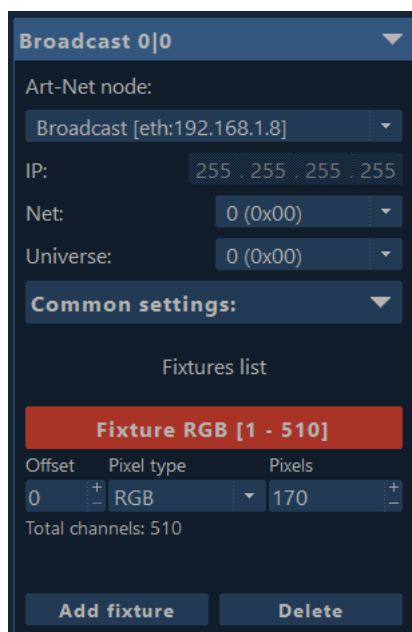 Broadcast 0|0
Art-Net node:
Broadcast [eth:192.168.1.8]
IP: 255 . 255 . 255 . 255
Net: 0 (0x00)
Universe: 0 (0x00)
Common settings:
Fixtures list
Fixture RGB [1 - 510]
Offset Pixel type Pixels
0 + - RGB 170 + -
Total channels: 510
Add fixture Delete